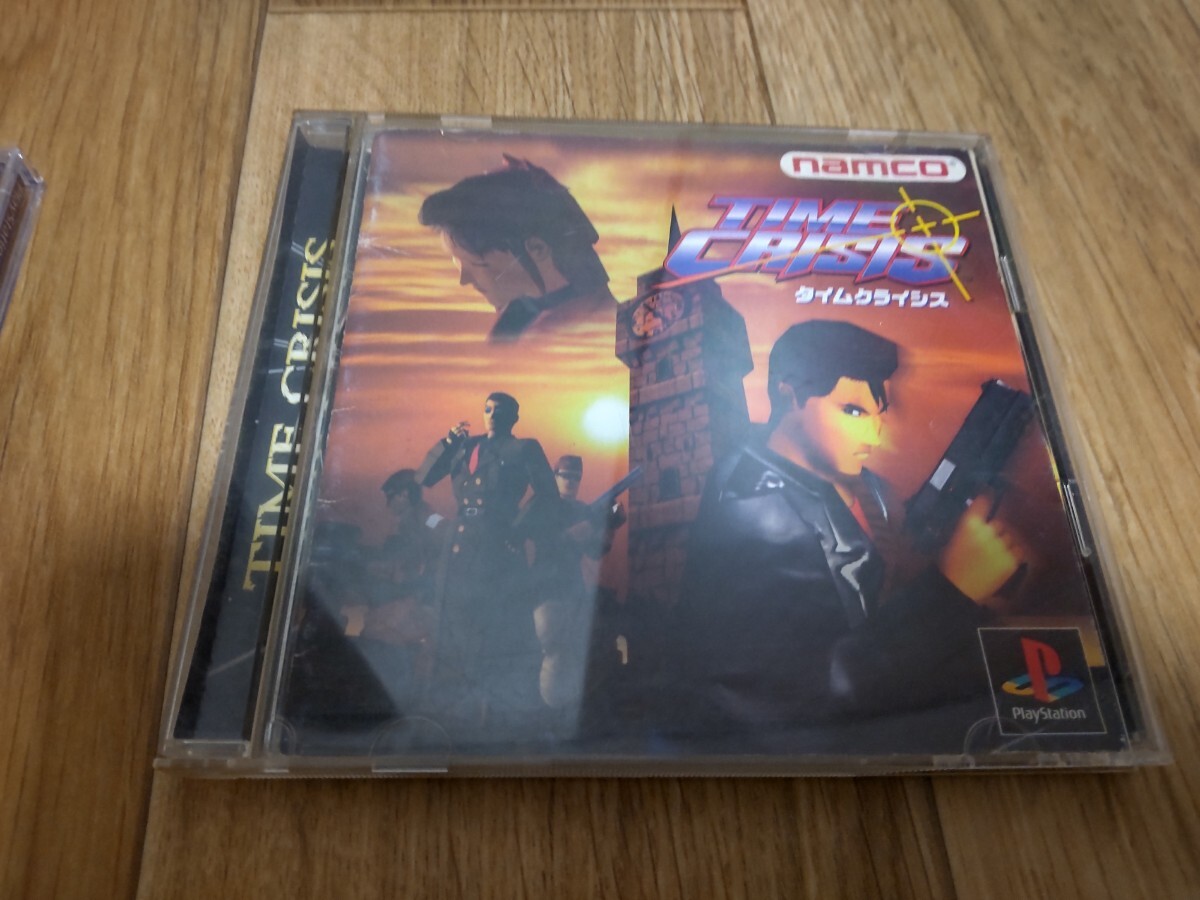 namco
TIME
CRISIS
タイムクライシス
TIME CRISIS
PlayStation